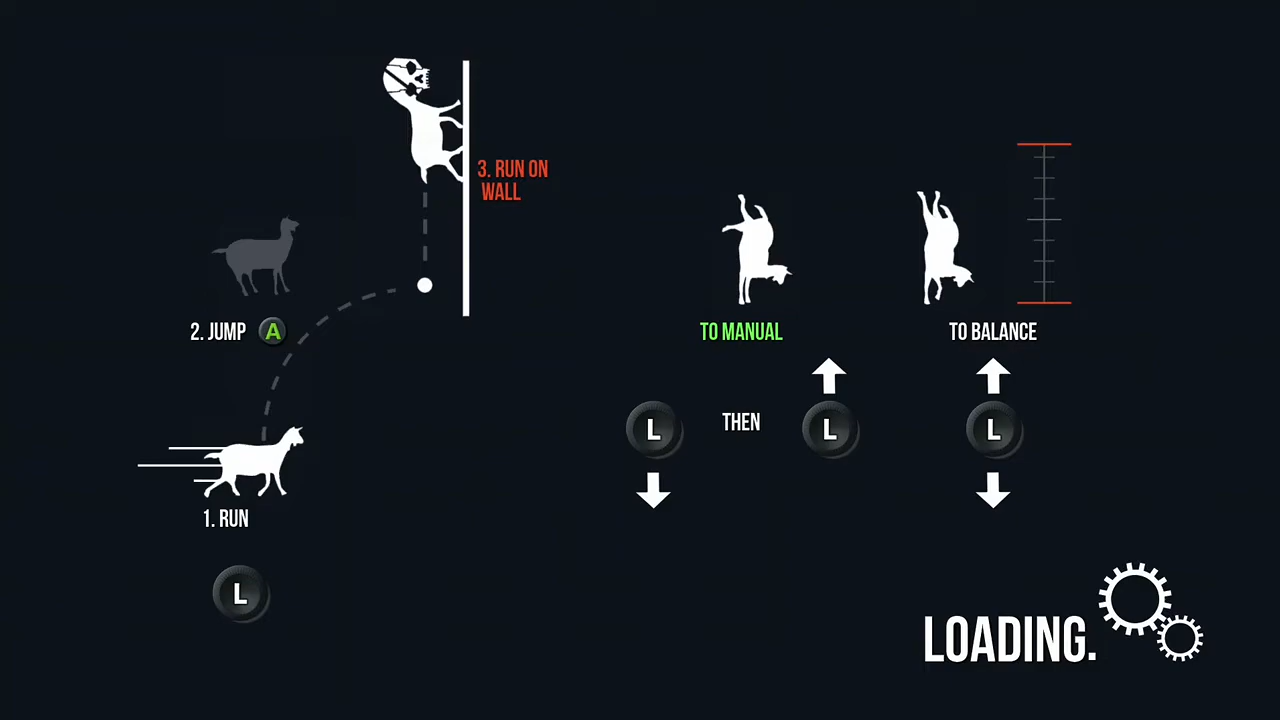 3. RUN ON
WALL
2. JUMP A
1. RUN
L
TO MANUAL
L THEN L
TO BALANCE
L
LOADING.